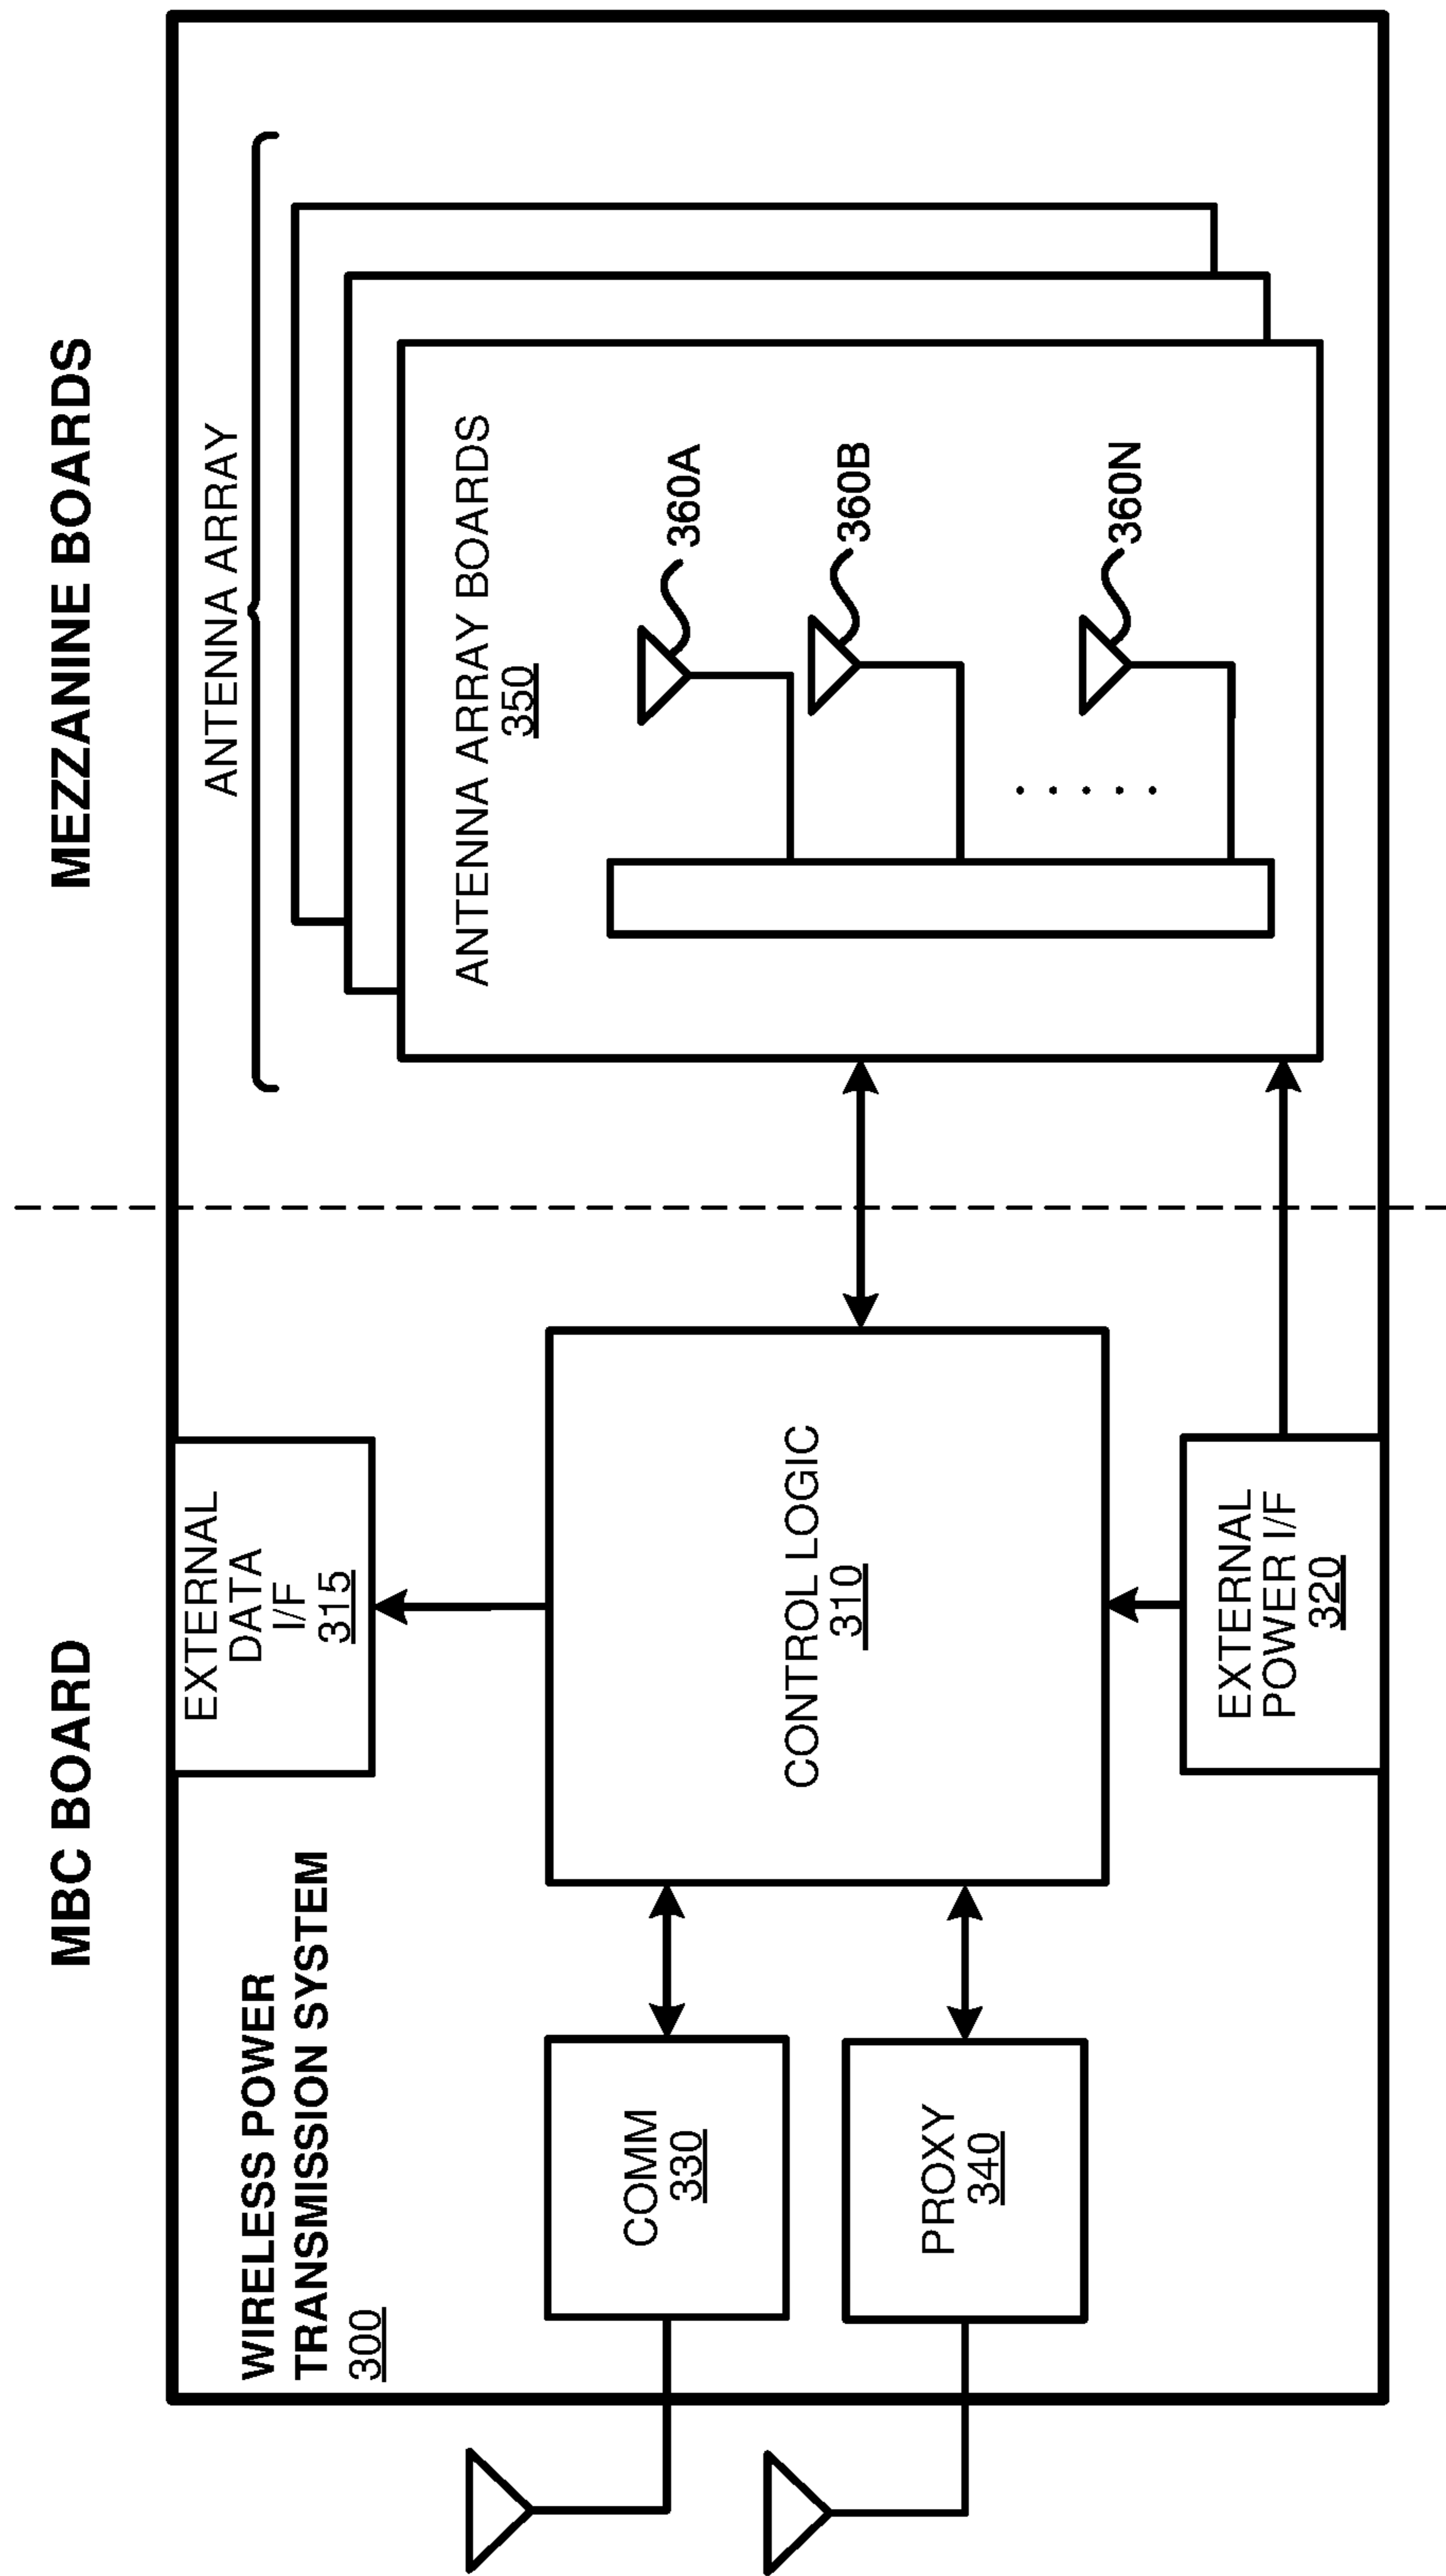 MBC BOARD
MEZZANINE BOARDS
WIRELESS POWER
TRANSMISSION SYSTEM
300
EXTERNAL
DATA
I/F
315
ANTENNA ARRAY
COMM
330
PROXY
340
CONTROL LOGIC
310
EXTERNAL
POWER I/F
320
ANTENNA ARRAY BOARDS
350
360A
360B
.....
360N